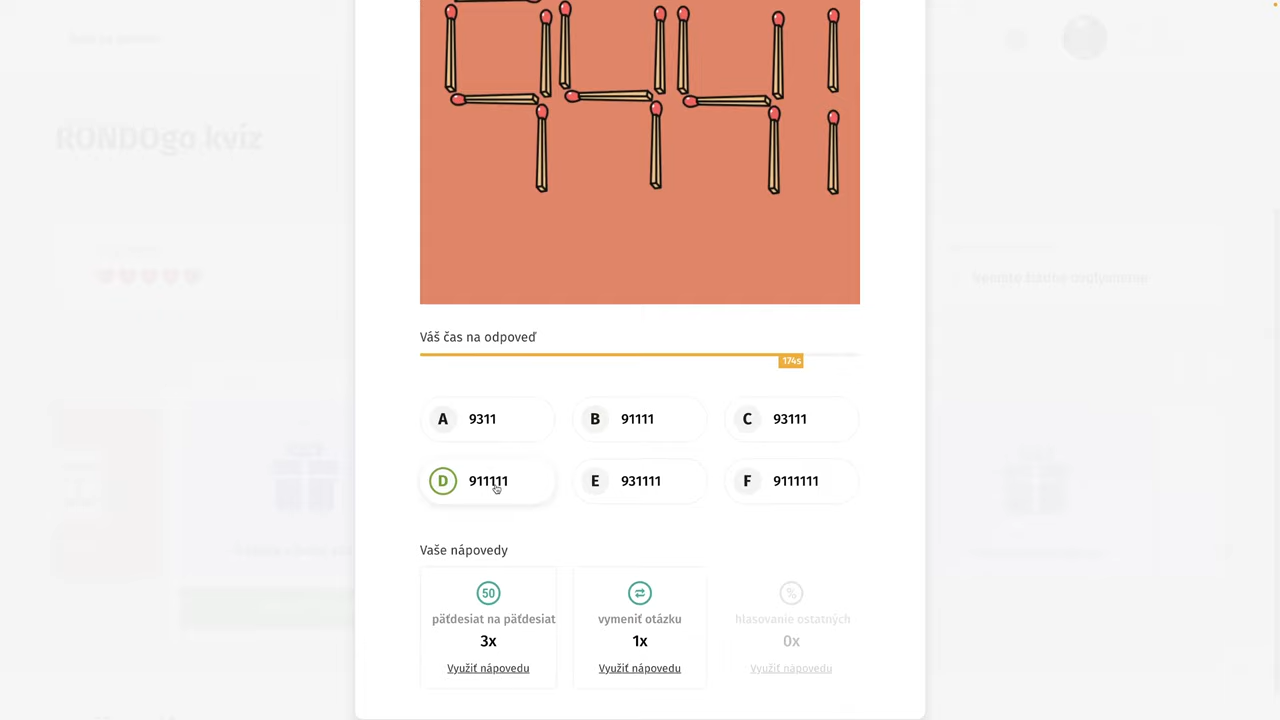 RONDOgo kvíz
Váš čas na odpoveď
174s
A 9311
B 91111
C 93111
D 911111
E 931111
F 9111111
Vaše nápovedy
50
päťdesiat na päťdesiat
3x
Využiť nápovedu
vymeniť otázku
1x
Využiť nápovedu
%
hlasovanie ostatných
0x
Využiť nápovedu